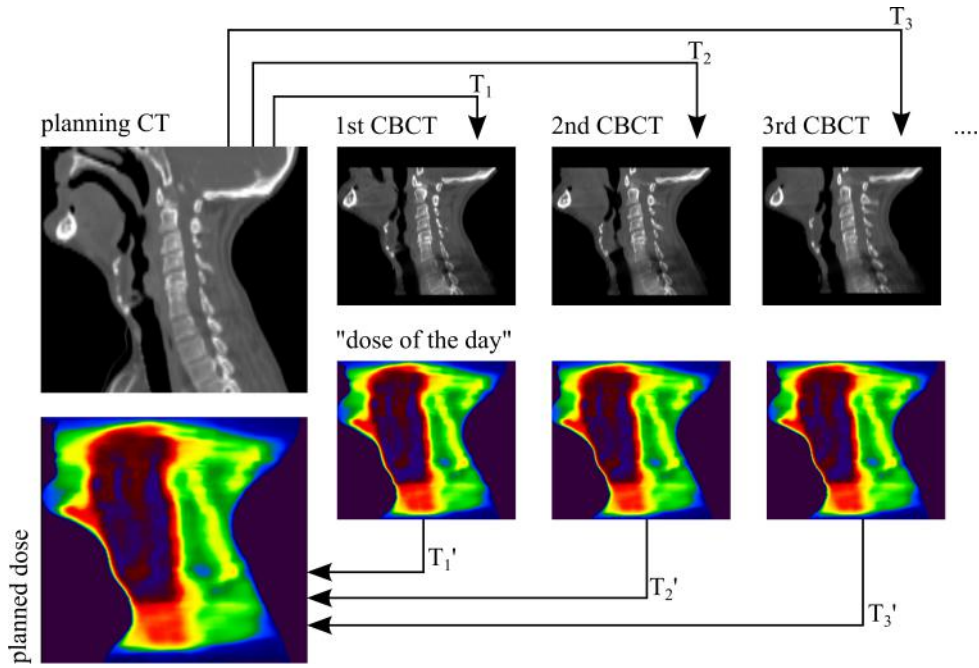 T3
T2
T1
planning CT
1st CBCT
2nd CBCT
3rd CBCT
....
"dose of the day"
planned dose
T1'
T2'
T3'